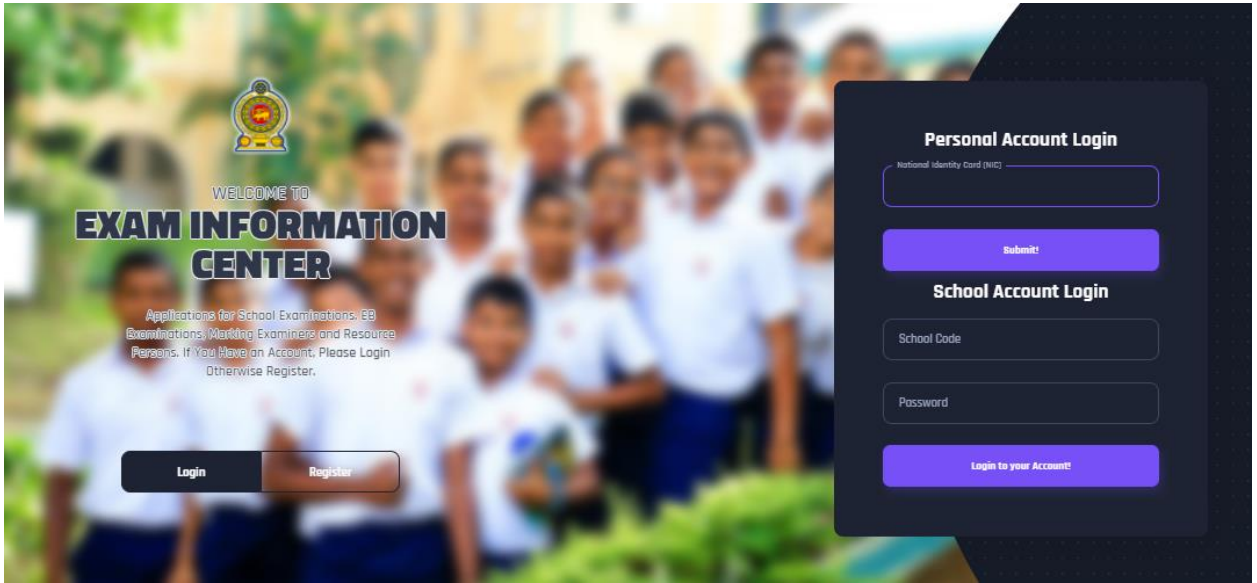 WELCOME TO
EXAM INFORMATION
CENTER
Applications for School Examinations, EB
Examinations, Marking Examiners and Resource
Persons. If You Have an Account, Please Login
Otherwise Register.
Login
Register
Personal Account Login
National Identity Card (NIC)
Submit!
School Account Login
School Code
Password
Login to your Account!